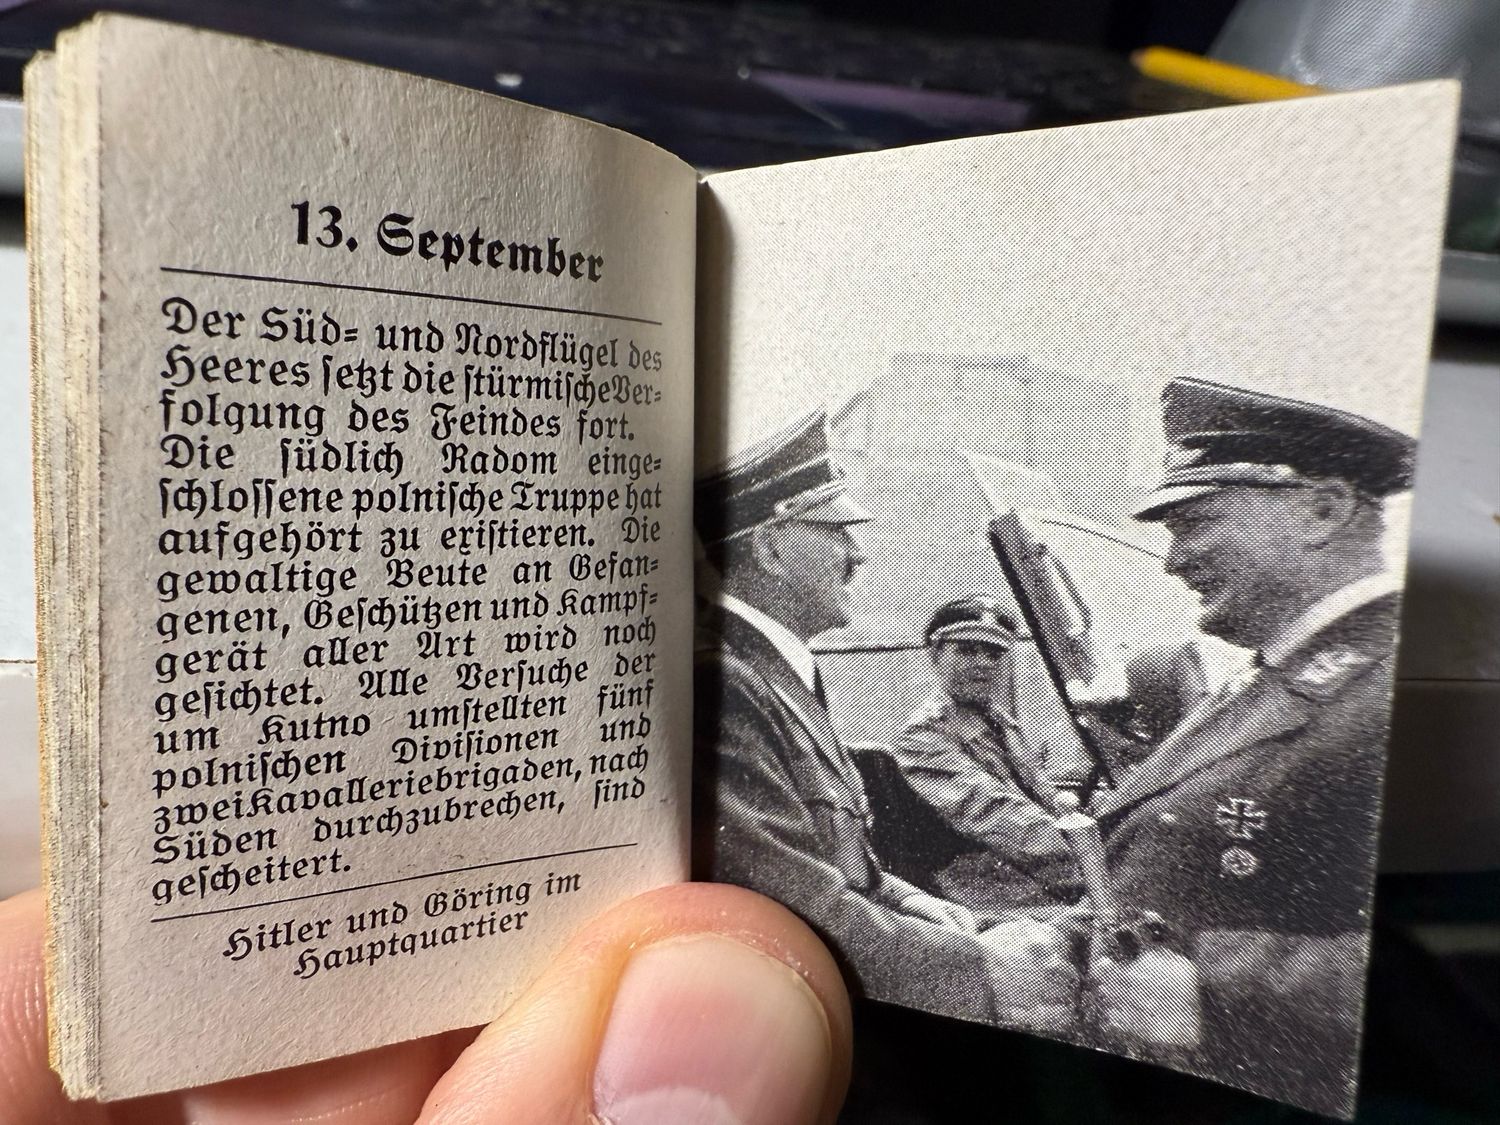 13. September
Der Süd- und Nordflügel des
Heeres setzt die stürmische Ver-
folgung des Feindes fort.
Die südlich Radom einge-
schlossene polnische Truppe hat
aufgehört zu existieren. Die
gewaltige Beute an Gefan-
genen, Geschützen und Kampf-
gerät aller Art wird noch
gesichtet. Alle Versuche der
um Kutno umstellten fünf
polnischen Divisionen und
zwei Kavalleriebrigaden, nach
Süden durchzubrechen, sind
gescheitert.
Hitler und Göring im
Hauptquartier